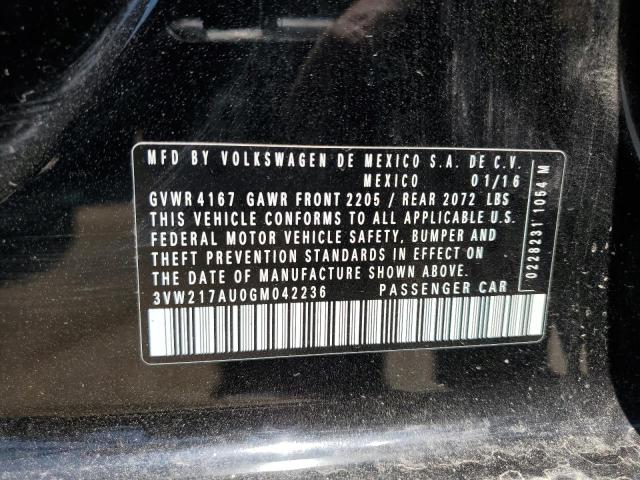 MFD BY VOLKSWAGEN DE MEXICO S.A. DE C.V.
MEXICO 01/16
GVWR 4167 GAWR FRONT 2205 / REAR 2072 LBS
THIS VEHICLE CONFORMS TO ALL APPLICABLE U.S.
FEDERAL MOTOR VEHICLE SAFETY, BUMPER AND
THEFT PREVENTION STANDARDS IN EFFECT ON
THE DATE OF MANUFACTURE SHOWN ABOVE.
3VW217AU0GM042236 PASSENGER CAR
0228231 1054 M